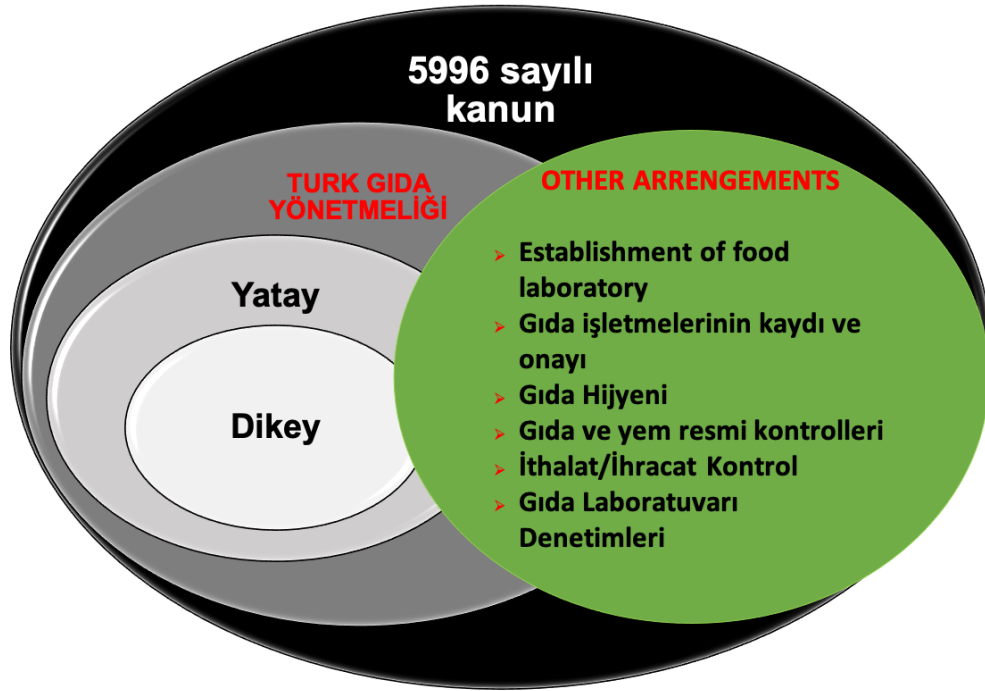 5996 sayılı
kanun
TURK GIDA
YÖNETMELİĞİ
Yatay
Dikey
OTHER ARRENGEMENTS
Establishment of food
laboratory
Gıda işletmelerinin kaydı ve
onayı
Gıda Hijyeni
Gıda ve yem resmi kontrolleri
İthalat/İhracat Kontrol
Gıda Laboratuvarı
Denetimleri